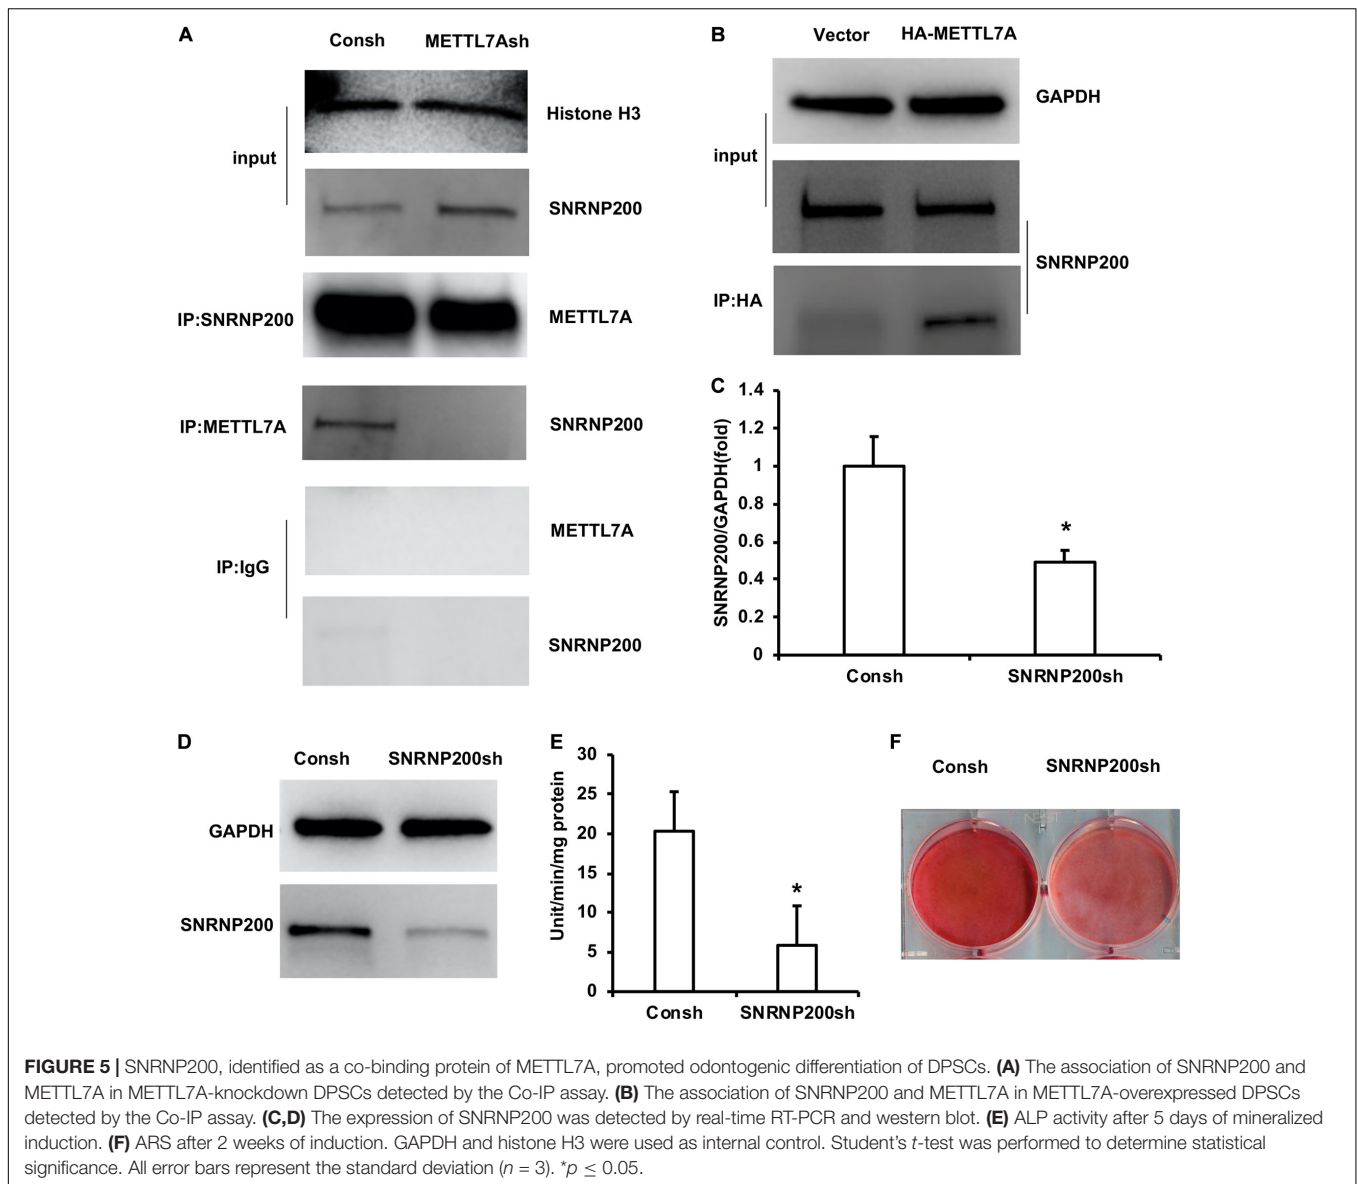 A
Consh METTL7Ash
Histone H3
input
SNRNP200
IP:SNRNP200 METTL7A
IP:METTL7A SNRNP200
METTL7A
IP:IgG
SNRNP200
B
Vector HA-METTL7A
GAPDH
input
SNRNP200
IP:HA
C
SNRNP200/GAPDH(fold)
1.4
1.2
1
0.8
0.6
0.4
0.2
0
*
Consh SNRNP200sh
D
Consh SNRNP200sh
GAPDH
SNRNP200
E
Unit/min/mg protein
30
25
20
15
10
5
0
*
Consh SNRNP200sh
F
Consh SNRNP200sh
FIGURE 5 | SNRNP200, identified as a co-binding protein of METTL7A, promoted odontogenic differentiation of DPSCs. (A) The association of SNRNP200 and
METTL7A in METTL7A-knockdown DPSCs detected by the Co-IP assay. (B) The association of SNRNP200 and METTL7A in METTL7A-overexpressed DPSCs
detected by the Co-IP assay. (C,D) The expression of SNRNP200 was detected by real-time RT-PCR and western blot. (E) ALP activity after 5 days of mineralized
induction. (F) ARS after 2 weeks of induction. GAPDH and histone H3 were used as internal control. Student's t-test was performed to determine statistical
significance. All error bars represent the standard deviation (n = 3). *p ≤ 0.05.